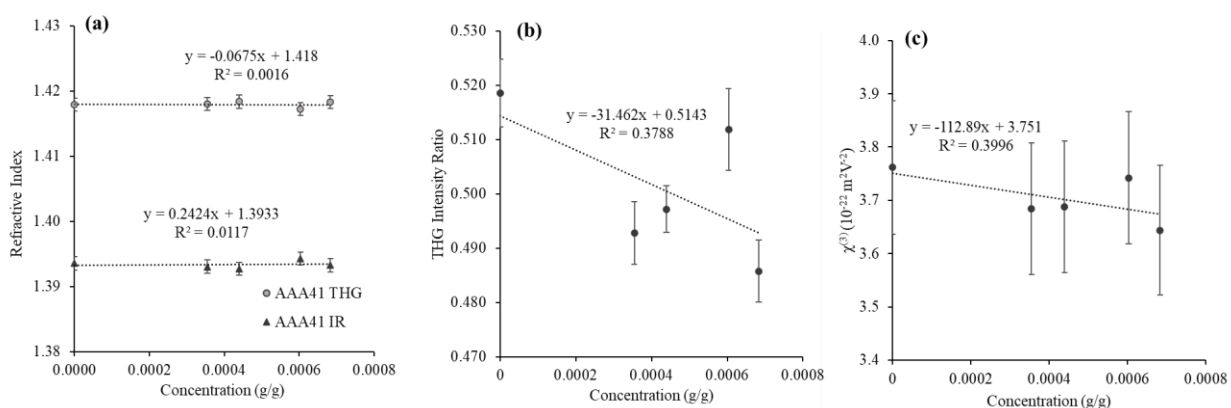 (a)
1.43
1.42
1.41
1.40
1.39
1.38
Refractive Index
y = -0.0675x + 1.418
R² = 0.0016
y = 0.2424x + 1.3933
R² = 0.0117
AAA41 THG
AAA41 IR
0.0000 0.0002 0.0004 0.0006 0.0008
Concentration (g/g)
(b)
0.530
0.520
0.510
0.500
0.490
0.480
0.470
THG Intensity Ratio
y = -31.462x + 0.5143
R² = 0.3788
0 0.0002 0.0004 0.0006 0.0008
Concentration (g/g)
(c)
4.0
3.9
3.8
3.7
3.6
3.5
3.4
χ⁽³⁾ (10⁻²² m²V⁻²)
y = -112.89x + 3.751
R² = 0.3996
0 0.0002 0.0004 0.0006 0.0008
Concentration (g/g)